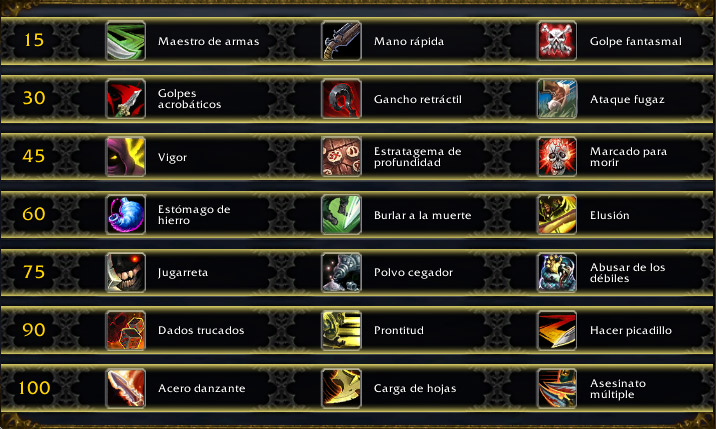 15 Maestro de armas Mano rápida Golpe fantasmal
30 Golpes acrobáticos Gancho retráctil Ataque fugaz
45 Vigor Estratagema de profundidad Marcado para morir
60 Estómago de hierro Burlar a la muerte Elusión
75 Jugarreta Polvo cegador Abusar de los débiles
90 Dados trucados Prontitud Hacer picadillo
100 Acero danzante Carga de hojas Asesinato múltiple